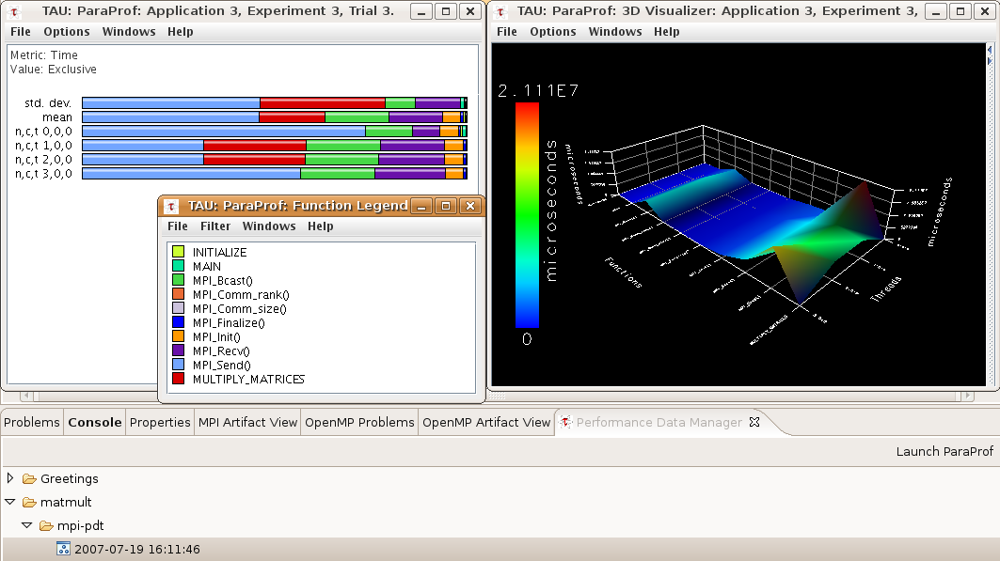 TAU: ParaProf: Application 3, Experiment 3, Trial 3.
File Options Windows Help
Metric: Time
Value: Exclusive
std. dev.
mean
n,c,t 0,0,0
n,c,t 1,0,0
n,c,t 2,0,0
n,c,t 3,0,0
TAU: ParaProf: Function Legend
File Filter Windows Help
INITIALIZE
MAIN
MPI_Bcast()
MPI_Comm_rank()
MPI_Comm_size()
MPI_Finalize()
MPI_Init()
MPI_Recv()
MPI_Send()
MULTIPLY_MATRICES
TAU: ParaProf: 3D Visualizer: Application 3, Experiment 3,
File Options Windows Help
2.111E7
microseconds
0
microseconds
Functions
MULTIPLY_MATRICES
Threads
microseconds
Problems Console Properties MPI Artifact View OpenMP Problems OpenMP Artifact View Performance Data Manager
Launch ParaProf
Greetings
matmult
mpi-pdt
2007-07-19 16:11:46